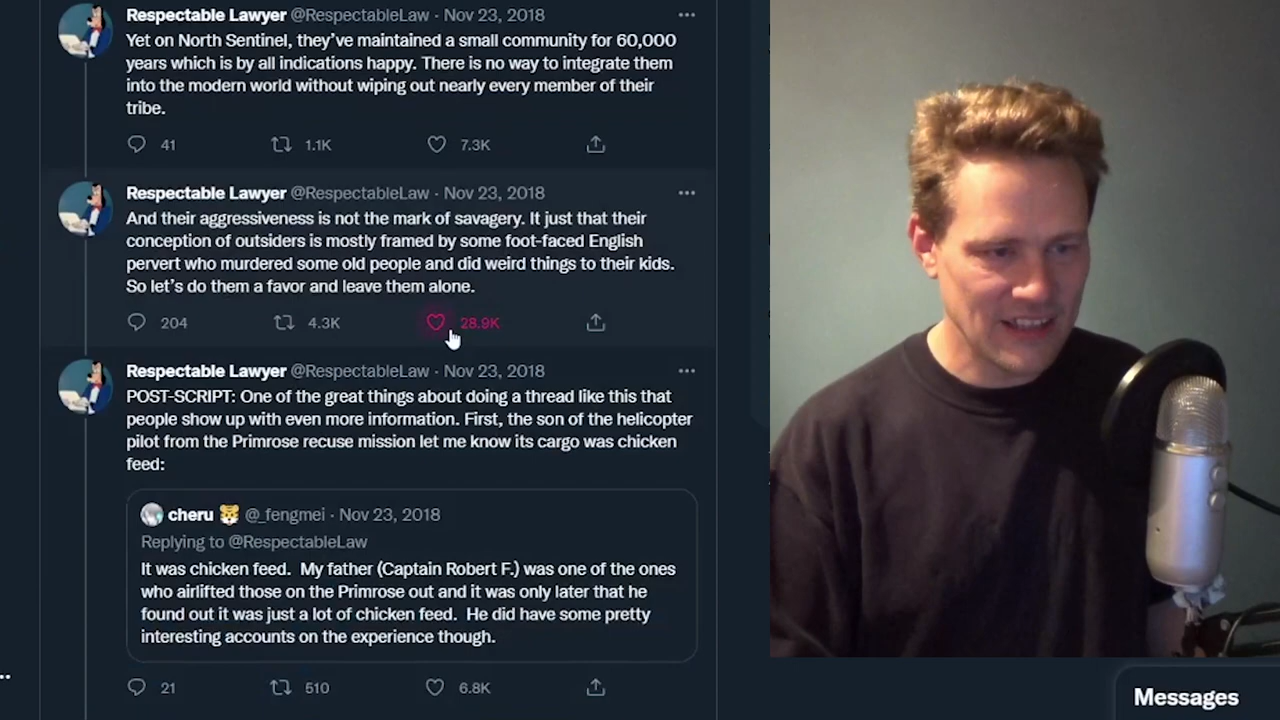 Respectable Lawyer @RespectableLaw · Nov 23, 2018
Yet on North Sentinel, they've maintained a small community for 60,000
years which is by all indications happy. There is no way to integrate them
into the modern world without wiping out nearly every member of their
tribe.
41 1.1K 7.3K
Respectable Lawyer @RespectableLaw · Nov 23, 2018
And their aggressiveness is not the mark of savagery. It just that their
conception of outsiders is mostly framed by some foot-faced English
pervert who murdered some old people and did weird things to their kids.
So let's do them a favor and leave them alone.
204 4.3K 28.9K
Respectable Lawyer @RespectableLaw · Nov 23, 2018
POST-SCRIPT: One of the great things about doing a thread like this that
people show up with even more information. First, the son of the helicopter
pilot from the Primrose recuse mission let me know its cargo was chicken
feed:
cheru 🐯 @_fengmei · Nov 23, 2018
Replying to @RespectableLaw
It was chicken feed. My father (Captain Robert F.) was one of the ones
who airlifted those on the Primrose out and it was only later that he
found out it was just a lot of chicken feed. He did have some pretty
interesting accounts on the experience though.
21 510 6.8K
Messages